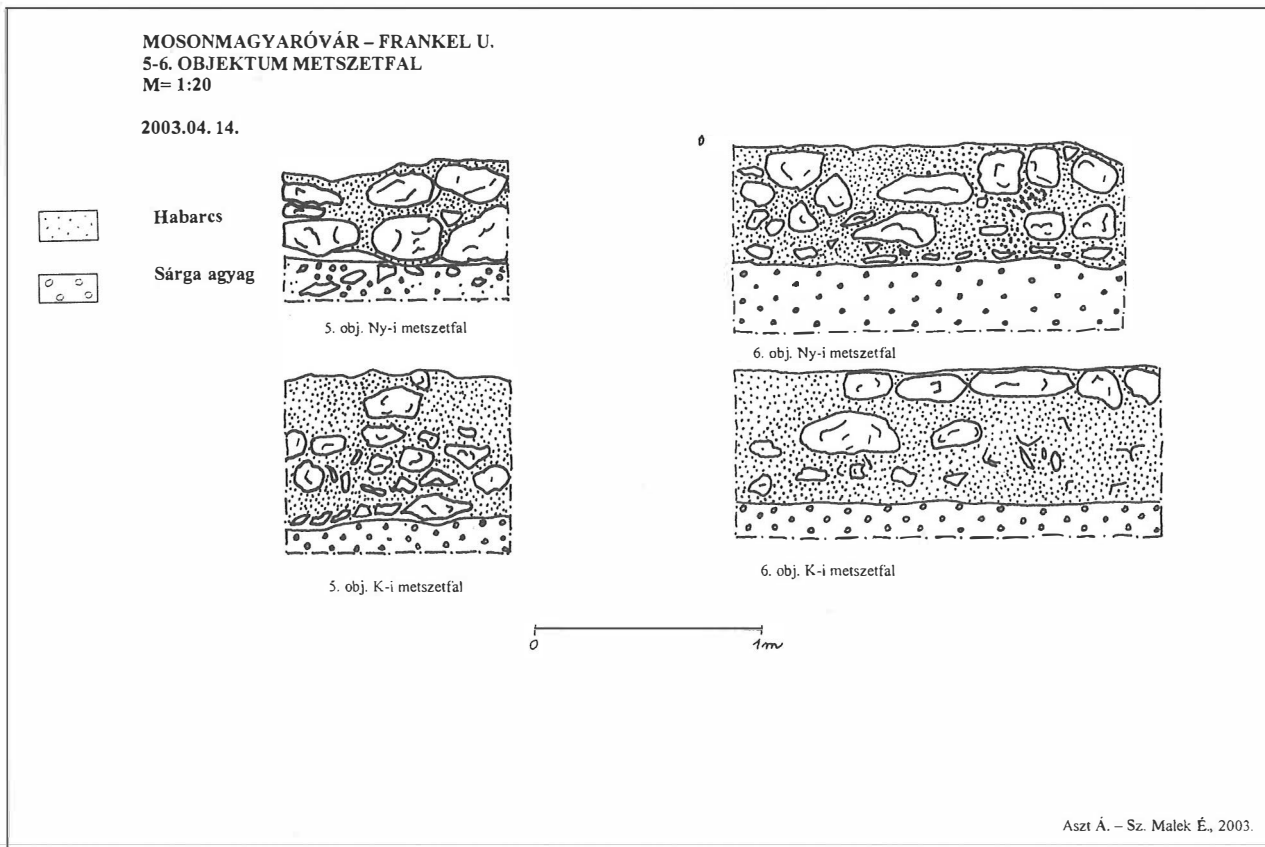 MOSONMAGYARÓVÁR – FRANKEL U.
5-6. OBJEKTUM METSZETFAL
M= 1:20
2003.04. 14.
Habarcs
Sárga agyag
5. obj. Ny-i metszetfal
6. obj. Ny-i metszetfal
5. obj. K-i metszetfal
6. obj. K-i metszetfal
0 1m
Aszt Á. – Sz. Malek É., 2003.